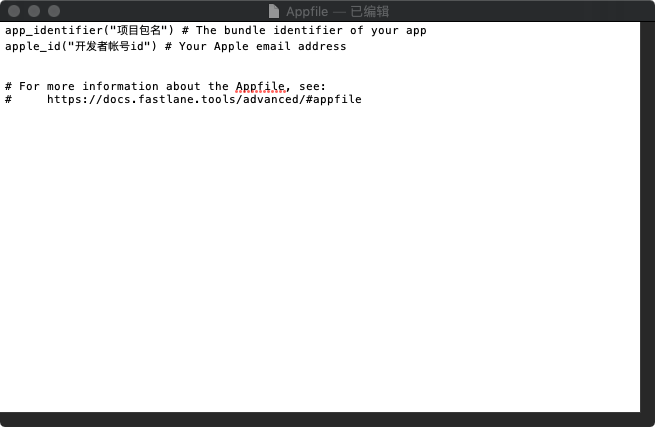 Appfile — 已编辑
app_identifier("项目包名") # The bundle identifier of your app
apple_id("开发者帐号id") # Your Apple email address
# For more information about the Appfile, see:
#     https://docs.fastlane.tools/advanced/#appfile